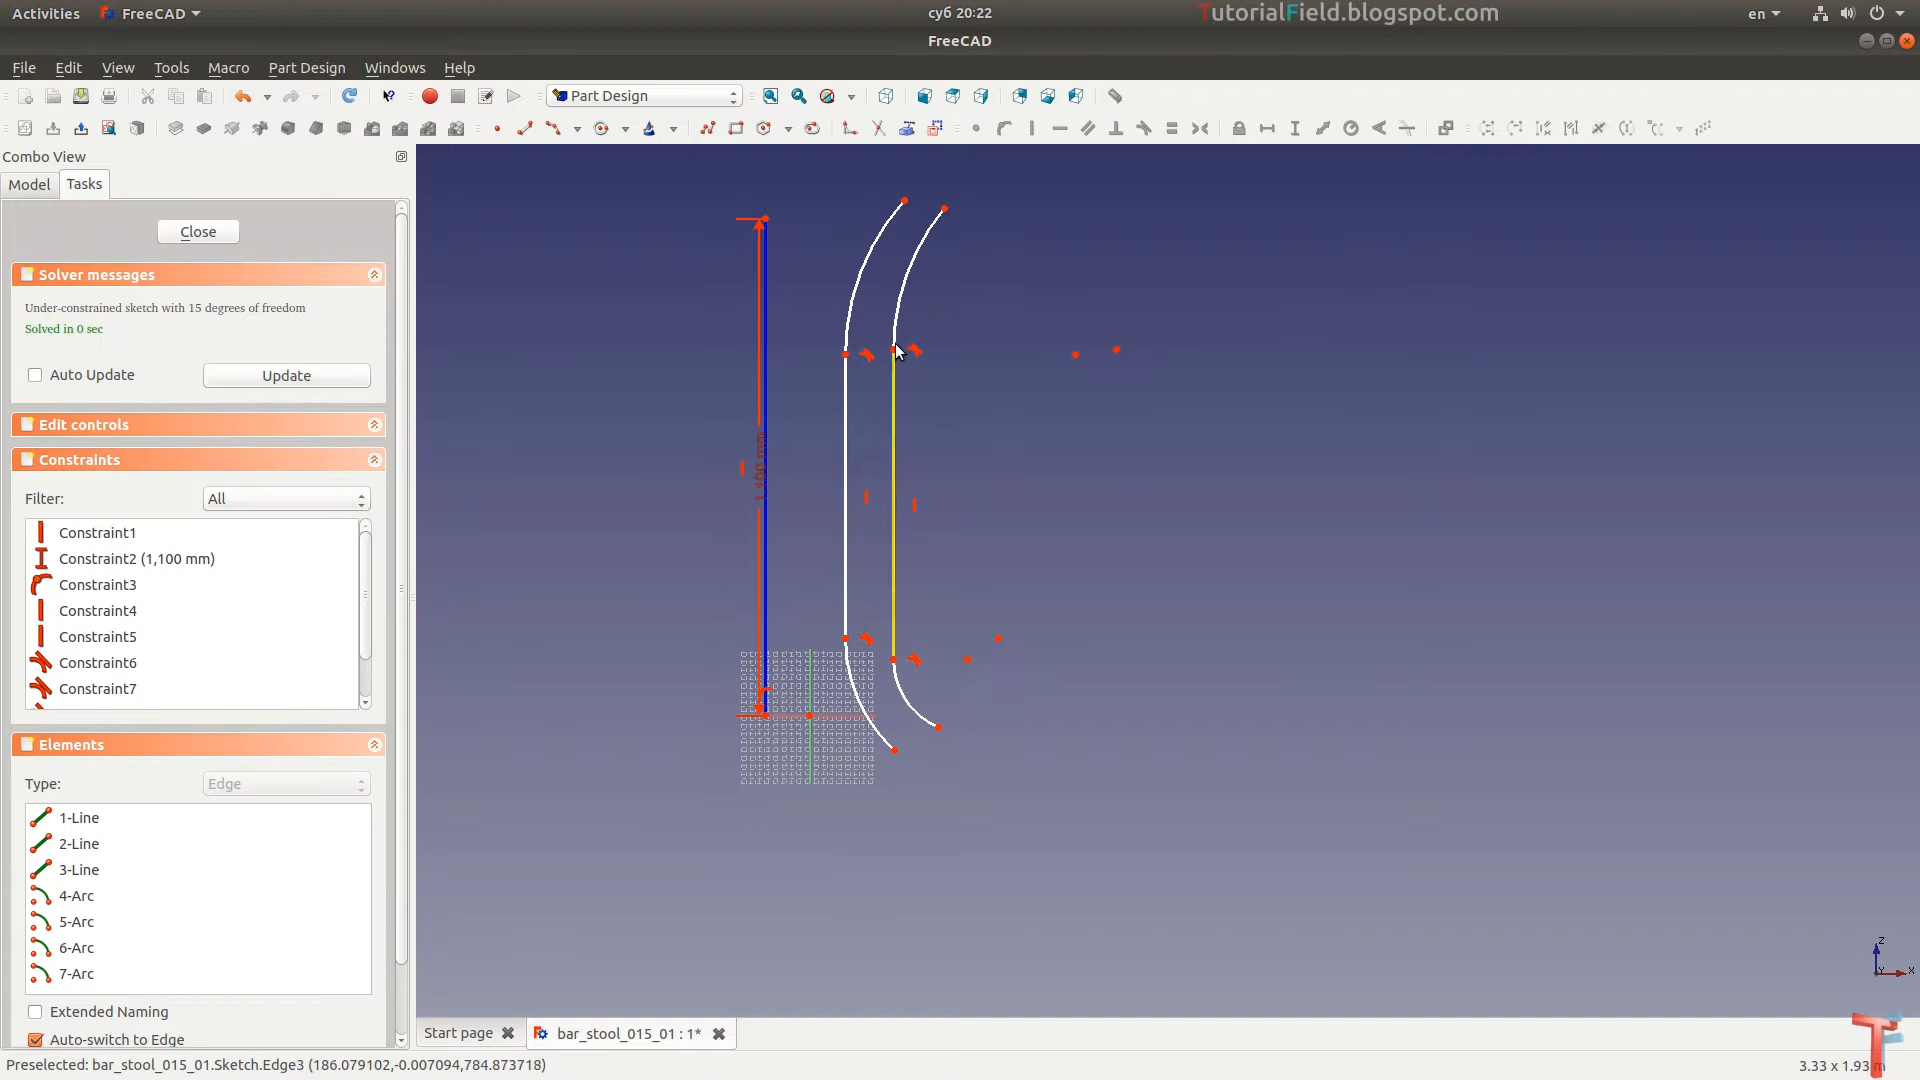 Activities
FreeCAD
суб 20:22
TutorialField.blogspot.com
en
FreeCAD
File
Edit
View
Tools
Macro
Part Design
Windows
Help
Part Design
Combo View
Model
Tasks
Close
Solver messages
Under-constrained sketch with 15 degrees of freedom
Solved in 0 sec
Auto Update
Update
Edit controls
Constraints
Filter:
All
Constraint1
Constraint2 (1,100 mm)
Constraint3
Constraint4
Constraint5
Constraint6
Constraint7
1,100 mm
Elements
Type:
Edge
1-Line
2-Line
3-Line
4-Arc
5-Arc
6-Arc
7-Arc
Extended Naming
Auto-switch to Edge
Z
Y
X
Start page
bar_stool_015_01 : 1*
Preselected: bar_stool_015_01.Sketch.Edge3 (186.079102,-0.007094,784.873718)
3.33 x 1.93 m